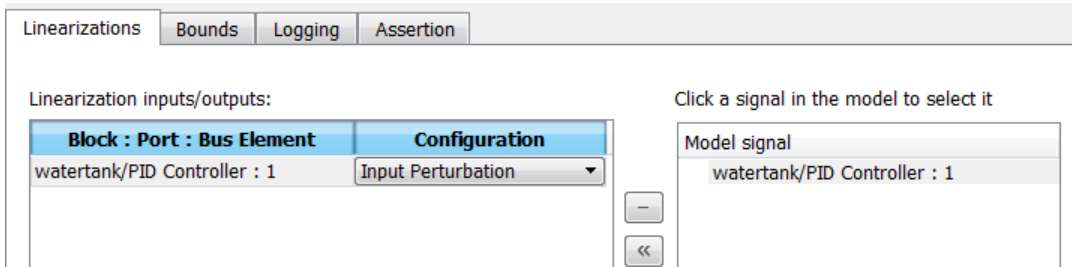 Linearizations Bounds Logging Assertion
Linearization inputs/outputs: Click a signal in the model to select it
Block : Port : Bus Element Configuration Model signal
watertank/PID Controller : 1 Input Perturbation watertank/PID Controller : 1
−
«